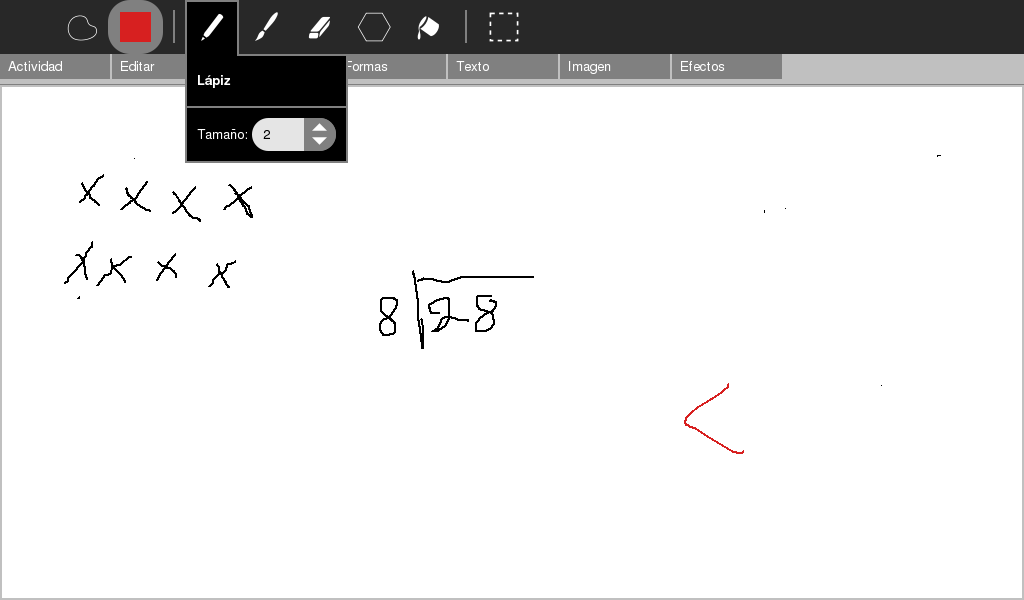 Actividad Editar Formas Texto Imagen Efectos
Lápiz
Tamaño: 2
x x x x
x x x x
8 28
<